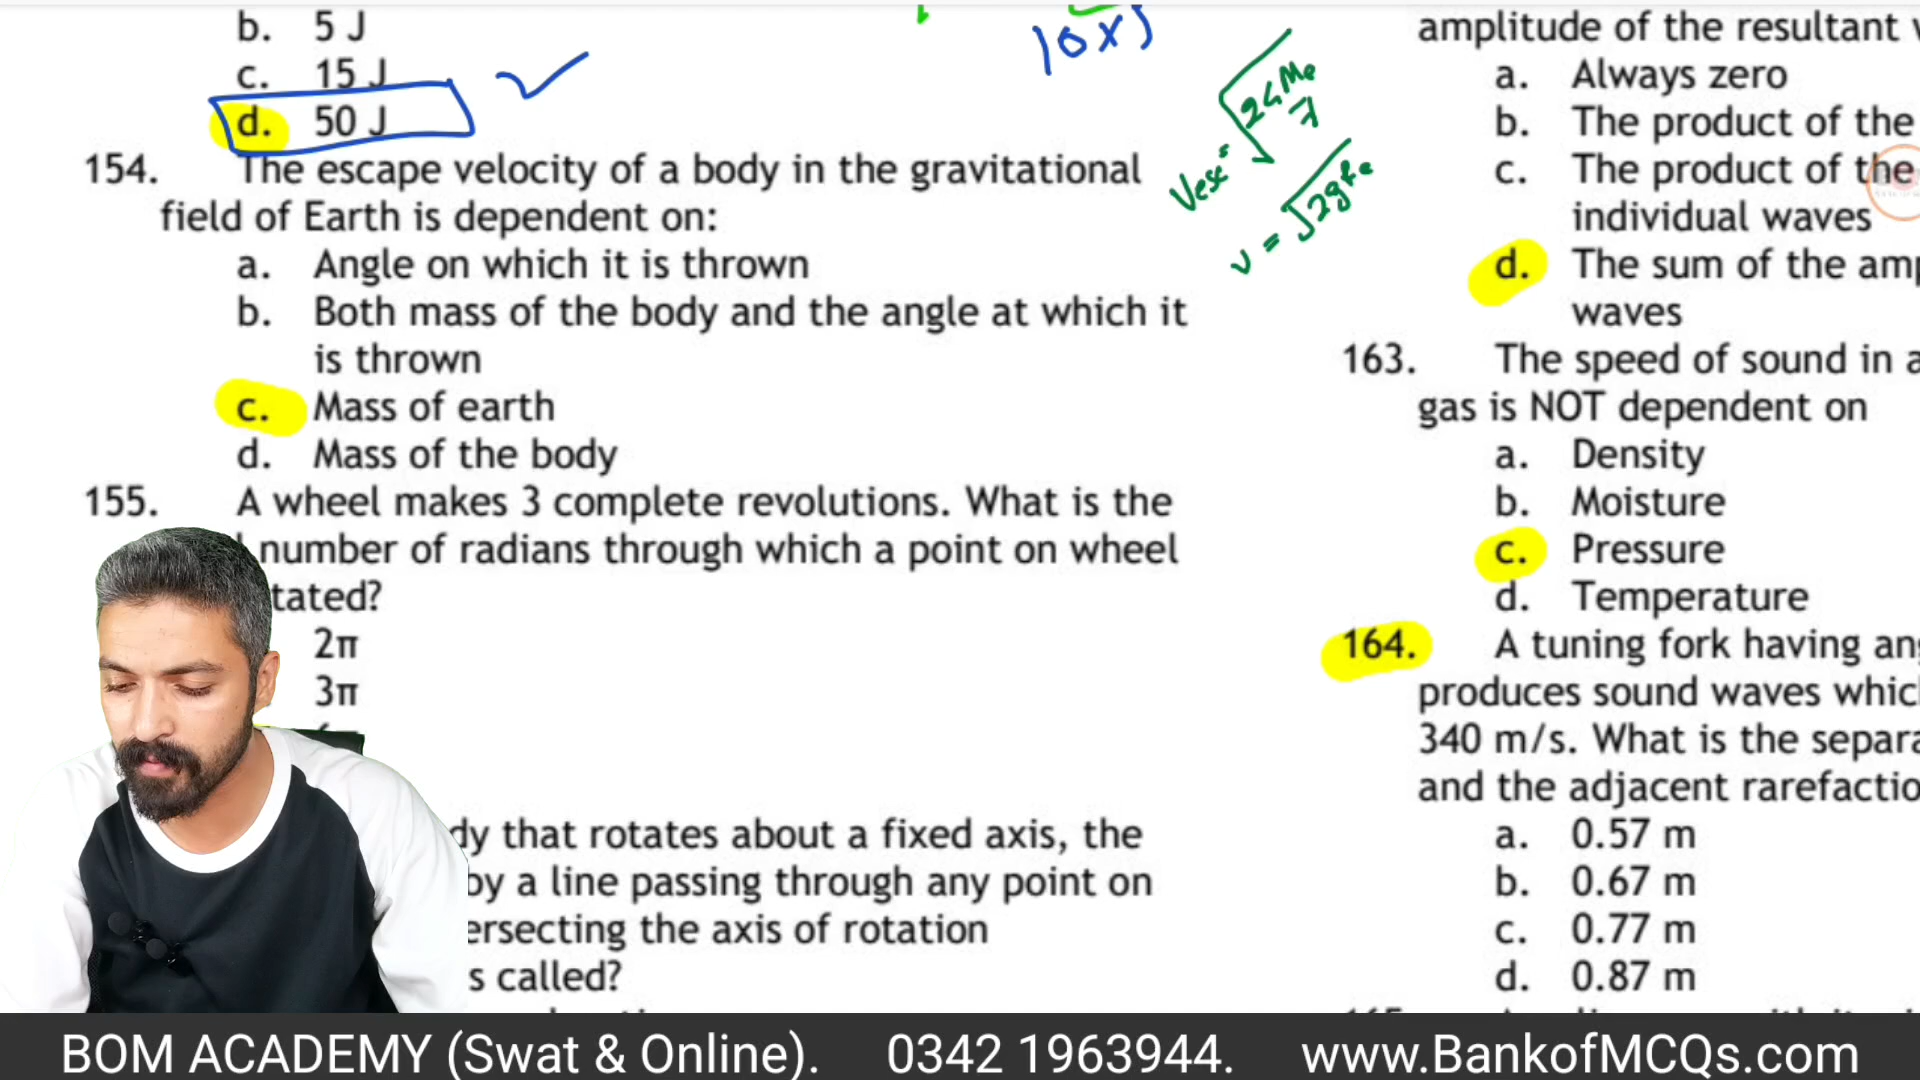 b. 5 J
c. 15 J
d. 50 J
10 x 5
154. The escape velocity of a body in the gravitational
field of Earth is dependent on:
a. Angle on which it is thrown
b. Both mass of the body and the angle at which it
is thrown
c. Mass of earth
d. Mass of the body
Vesc =
v = √2gRe
155. A wheel makes 3 complete revolutions. What is the
number of radians through which a point on wheel
tated?
2π
3π
dy that rotates about a fixed axis, the
by a line passing through any point on
ersecting the axis of rotation
s called?
amplitude of the resultant
a. Always zero
b. The product of the
c. The product of the
individual waves
d. The sum of the amp
waves
163. The speed of sound in a
gas is NOT dependent on
a. Density
b. Moisture
c. Pressure
d. Temperature
164. A tuning fork having an
produces sound waves which
340 m/s. What is the separa
and the adjacent rarefactio
a. 0.57 m
b. 0.67 m
c. 0.77 m
d. 0.87 m
BOM ACADEMY (Swat & Online). 0342 1963944. www.BankofMCQs.com